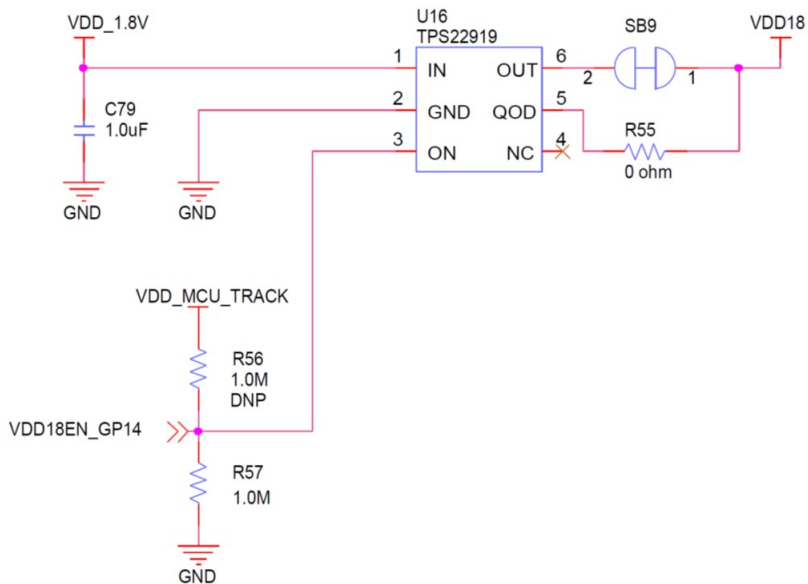 VDD_1.8V
U16
TPS22919
SB9
VDD18
1
IN
OUT
6
2
1
C79
1.0uF
2
GND
QOD
5
R55
0 ohm
3
ON
NC
4
GND
GND
VDD_MCU_TRACK
R56
1.0M
DNP
VDD18EN_GP14
R57
1.0M
GND